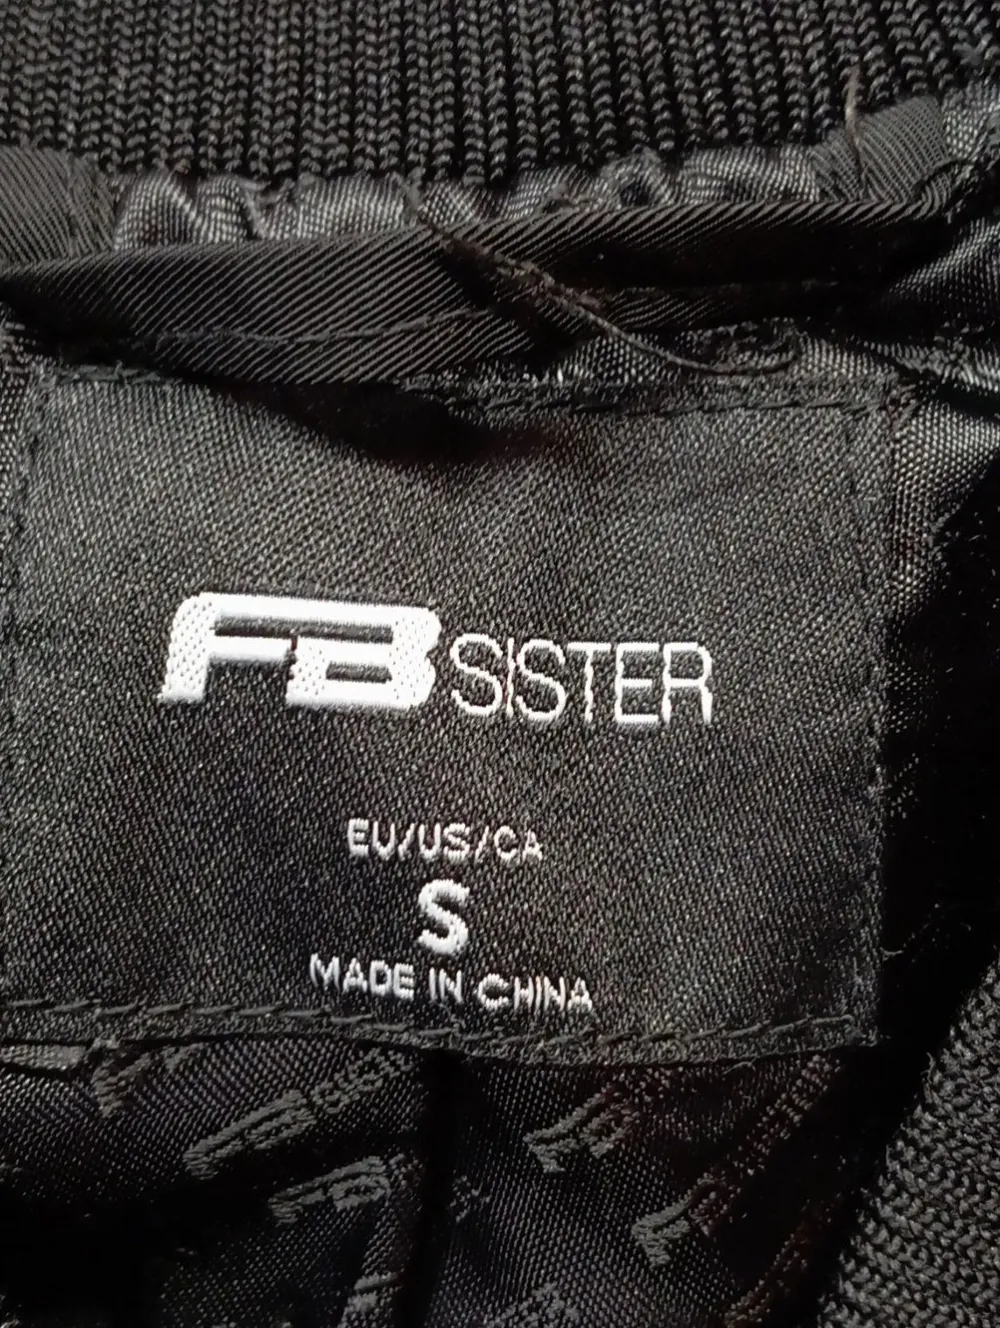 FB SISTER
EU/US/CA
S
MADE IN CHINA